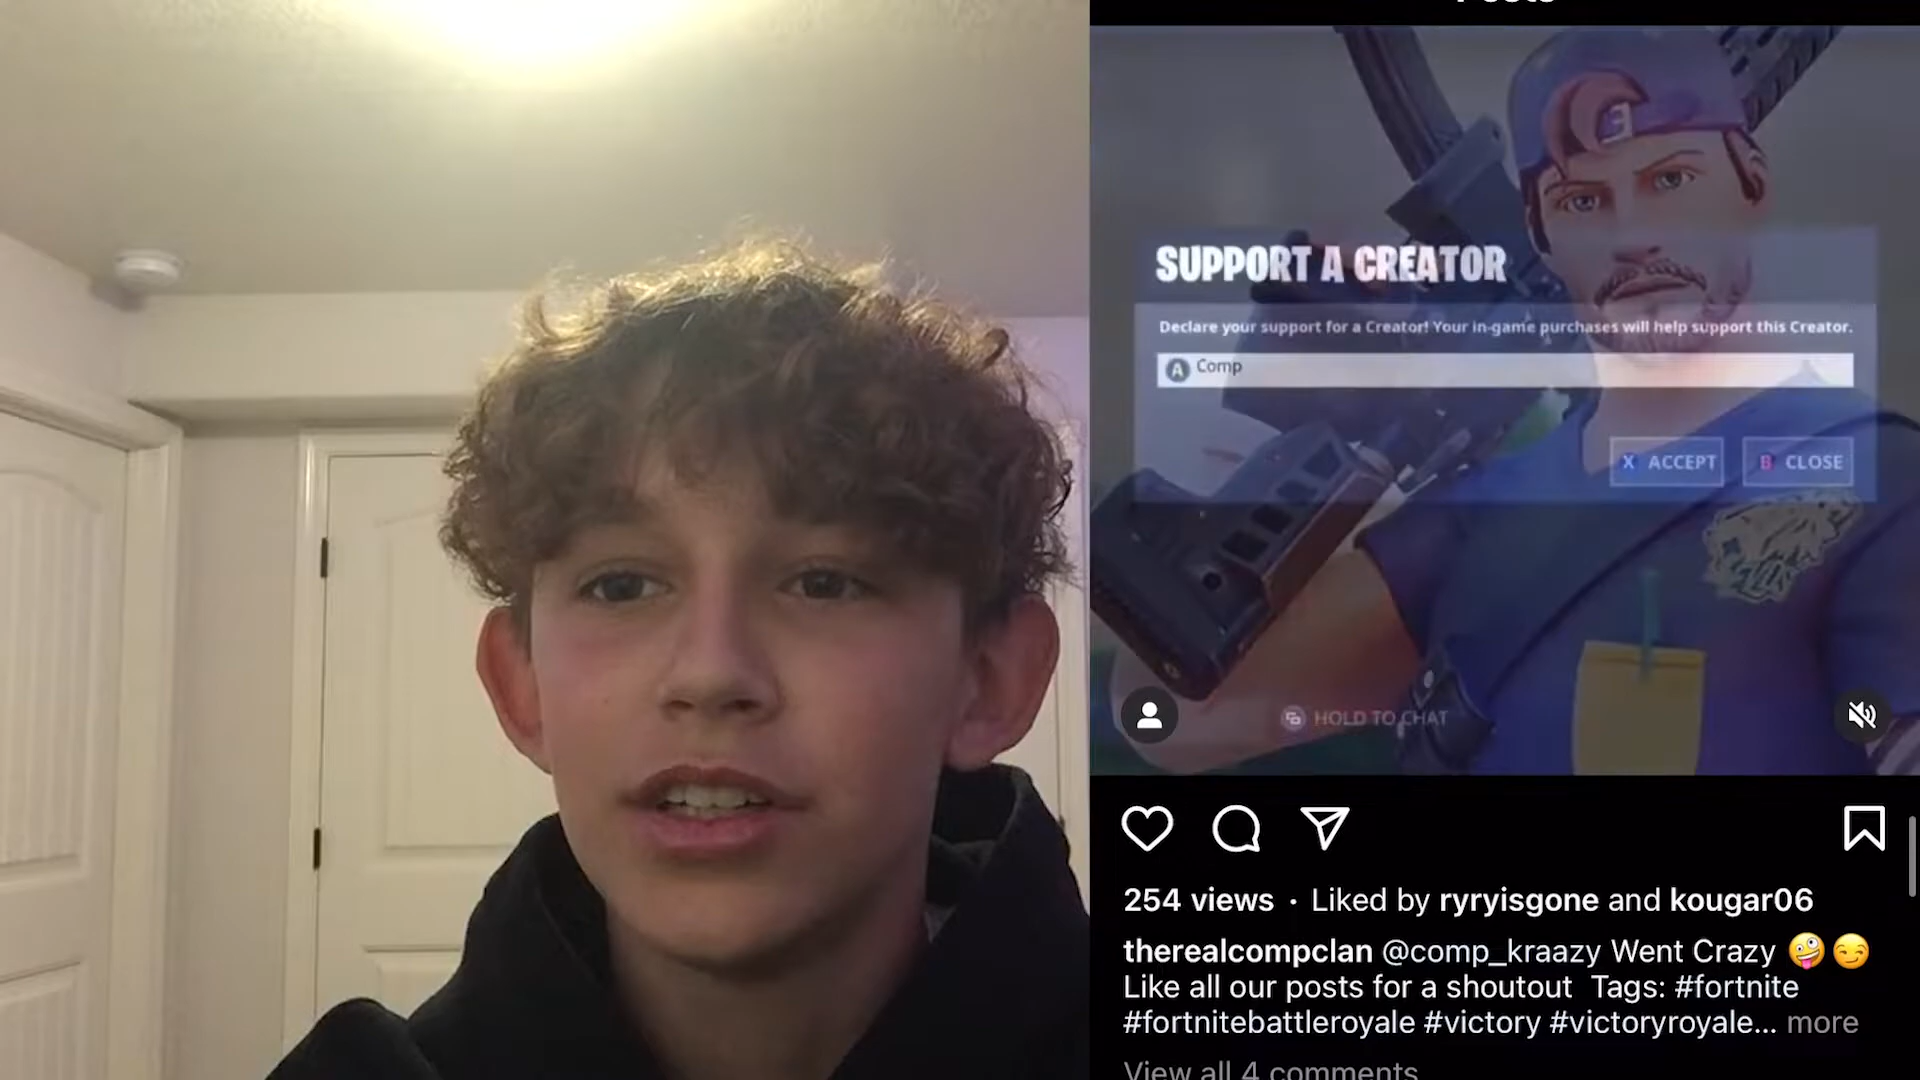 Posts
SUPPORT A CREATOR
Declare your support for a Creator! Your in-game purchases will help support this Creator.
A Comp
X ACCEPT B CLOSE
HOLD TO CHAT
254 views · Liked by ryryisgone and kougar06
therealcompclan @comp_kraazy Went Crazy 🤪😏
Like all our posts for a shoutout Tags: #fortnite
#fortnitebattleroyale #victory #victoryroyale... more
View all 4 comments